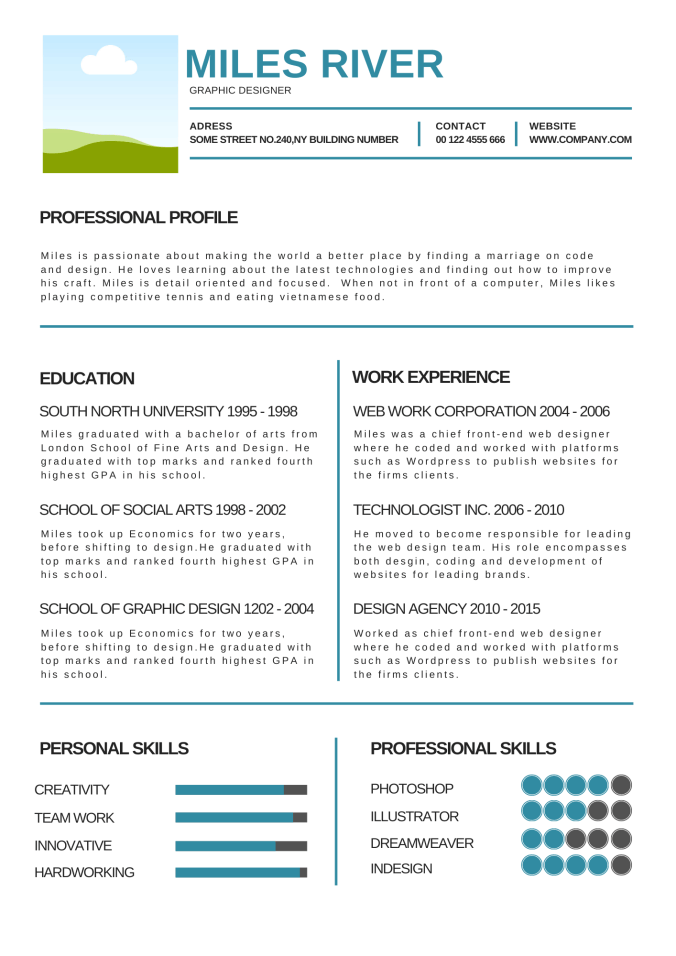 MILES RIVER
GRAPHIC DESIGNER
ADRESS
SOME STREET NO.240,NY BUILDING NUMBER
CONTACT
00 122 4555 666
WEBSITE
WWW.COMPANY.COM
PROFESSIONAL PROFILE
Miles is passionate about making the world a better place by finding a marriage on code
and design. He loves learning about the latest technologies and finding out how to improve
his craft. Miles is detail oriented and focused.  When not in front of a computer, Miles likes
playing competitive tennis and eating vietnamese food.
EDUCATION
SOUTH NORTH UNIVERSITY 1995 - 1998
Miles graduated with a bachelor of arts from
London School of Fine Arts and Design. He
graduated with top marks and ranked fourth
highest GPA in his school.
SCHOOL OF SOCIAL ARTS 1998 - 2002
Miles took up Economics for two years,
before shifting to design.He graduated with
top marks and ranked fourth highest GPA in
his school.
SCHOOL OF GRAPHIC DESIGN 1202 - 2004
Miles took up Economics for two years,
before shifting to design.He graduated with
top marks and ranked fourth highest GPA in
his school.
WORK EXPERIENCE
WEB WORK CORPORATION 2004 - 2006
Miles was a chief front-end web designer
where he coded and worked with platforms
such as Wordpress to publish websites for
the firms clients.
TECHNOLOGIST INC. 2006 - 2010
He moved to become responsible for leading
the web design team. His role encompasses
both desgin, coding and development of
websites for leading brands.
DESIGN AGENCY 2010 - 2015
Worked as chief front-end web designer
where he coded and worked with platforms
such as Wordpress to publish websites for
the firms clients.
PERSONAL SKILLS
CREATIVITY
TEAM WORK
INNOVATIVE
HARDWORKING
PROFESSIONAL SKILLS
PHOTOSHOP
ILLUSTRATOR
DREAMWEAVER
INDESIGN